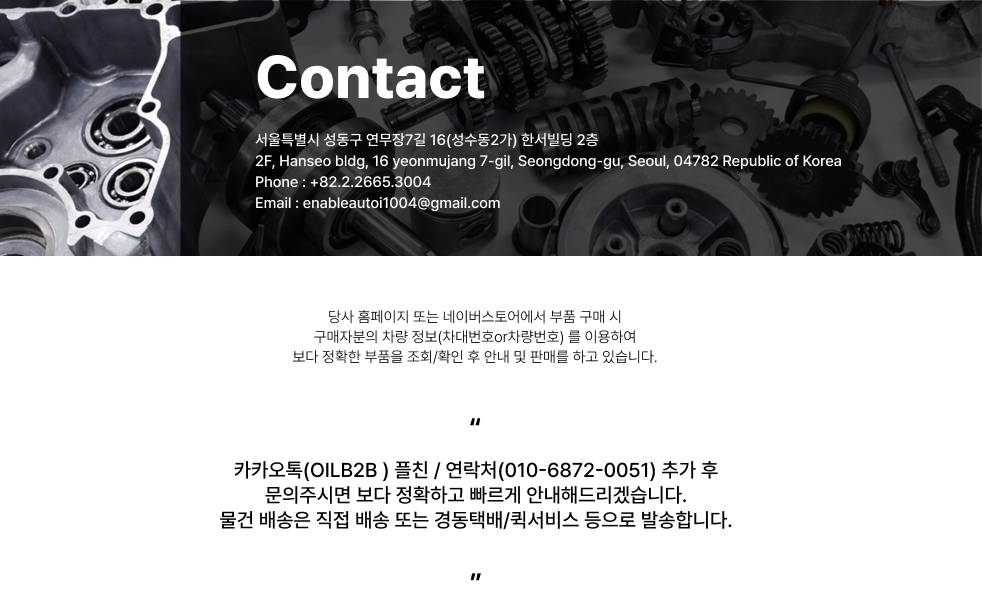 Contact
서울특별시 성동구 연무장7길 16(성수동2가) 한서빌딩 2층
2F, Hanseo bldg, 16 yeonmujang 7-gil, Seongdong-gu, Seoul, 04782 Republic of Korea
Phone : +82.2.2665.3004
Email : enableautoi1004@gmail.com
당사 홈페이지 또는 네이버스토어에서 부품 구매 시
구매자분의 차량 정보(차대번호or차량번호) 를 이용하여
보다 정확한 부품을 조회/확인 후 안내 및 판매를 하고 있습니다.
“
카카오톡(OILB2B ) 플친 / 연락처(010-6872-0051) 추가 후
문의주시면 보다 정확하고 빠르게 안내해드리겠습니다.
물건 배송은 직접 배송 또는 경동택배/퀵서비스 등으로 발송합니다.
”